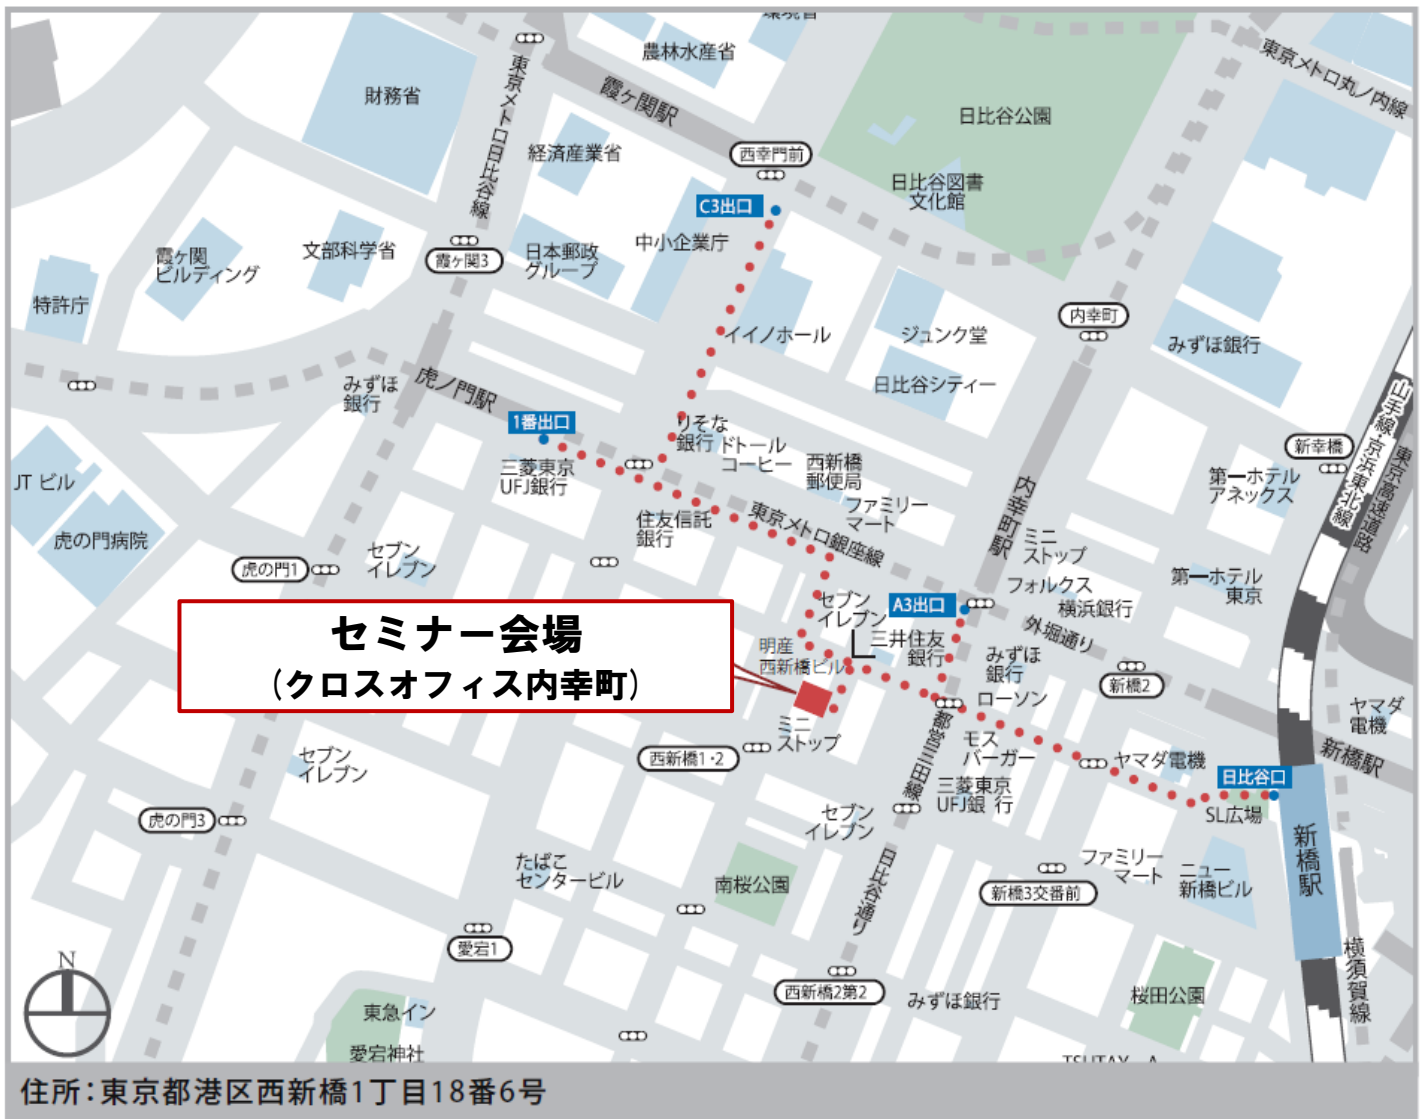 農林水産省
財務省
東京メトロ日比谷線
霞ヶ関駅
東京メトロ丸ノ内線
日比谷公園
経済産業省
西幸門前
日比谷図書
文化館
C3出口
中小企業庁
日本郵政
グループ
霞ヶ関3
文部科学省
霞ヶ関
ビルディング
特許庁
イイノホール
ジュンク堂
日比谷シティー
内幸町
みずほ銀行
みずほ
銀行
虎ノ門駅
1番出口
三菱東京
UFJ銀行
りそな
銀行
ドトール
コーヒー
西新橋
郵便局
ファミリー
マート
住友信託
銀行
東京メトロ銀座線
内幸町駅
ミニ
ストップ
フォルクス
横浜銀行
外堀通り
第一ホテル
アネックス
第一ホテル
東京
新幸橋
山手線・京浜東北線
東京高速道路
JT ビル
虎の門病院
虎の門1
セブン
イレブン
セミナー会場
(クロスオフィス内幸町)
セブン
イレブン
A3出口
三井住友
銀行
明産
西新橋ビル
みずほ
銀行
ローソン
新橋2
ヤマダ
電機
新橋駅
ミニ
ストップ
西新橋1・2
都営三田線
モス
バーガー
三菱東京
UFJ銀 行
ヤマダ電機
日比谷口
SL広場
新橋駅
セブン
イレブン
虎の門3
セブン
イレブン
日比谷通り
ファミリー
マート
ニュー
新橋ビル
新橋3交番前
たばこ
センタービル
南桜公園
愛宕1
西新橋2第2
みずほ銀行
桜田公園
横須賀線
N
東急イン
愛宕神社
住所:東京都港区西新橋1丁目18番6号